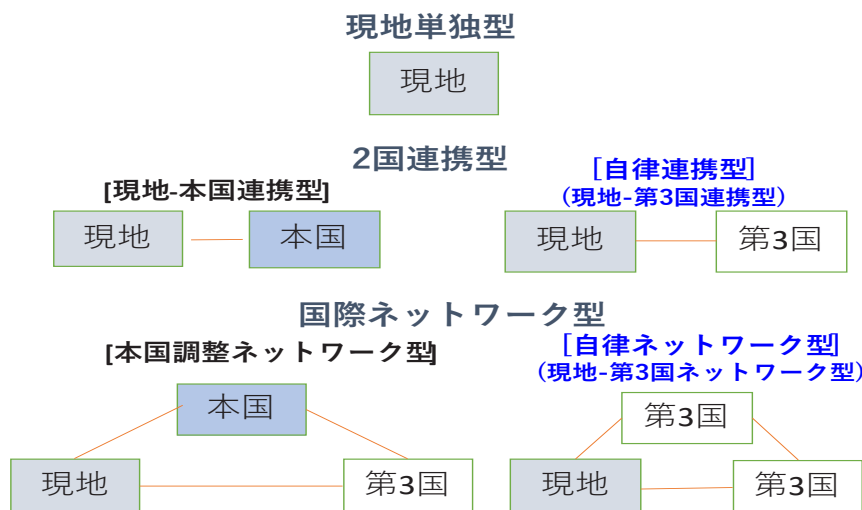 現地単独型
現地
2国連携型
[現地-本国連携型]
現地
本国
[自律連携型]
(現地-第3国連携型)
現地
第3国
国際ネットワーク型
[本国調整ネットワーク型]
本国
現地
第3国
[自律ネットワーク型]
(現地-第3国ネットワーク型)
第3国
現地
第3国